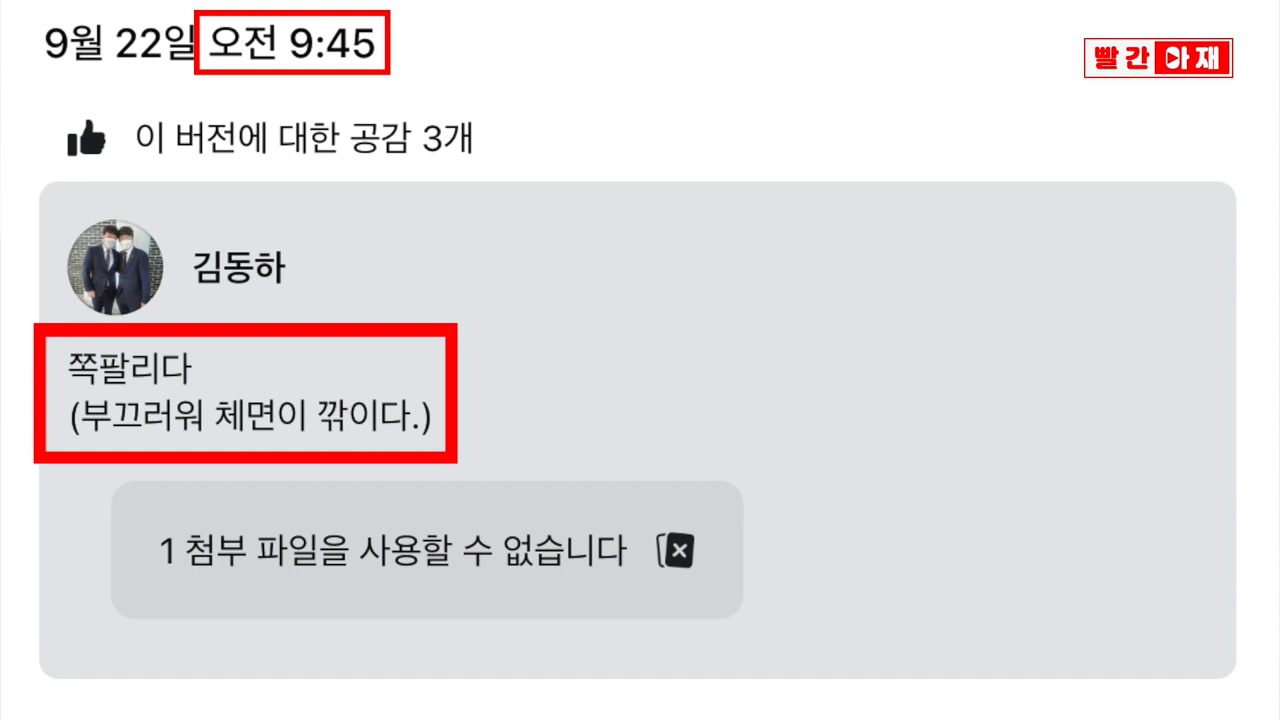 9월 22일 오전 9:45
빨간아재
이 버전에 대한 공감 3개
김동하
쪽팔리다
(부끄러워 체면이 깎이다.)
1 첨부 파일을 사용할 수 없습니다